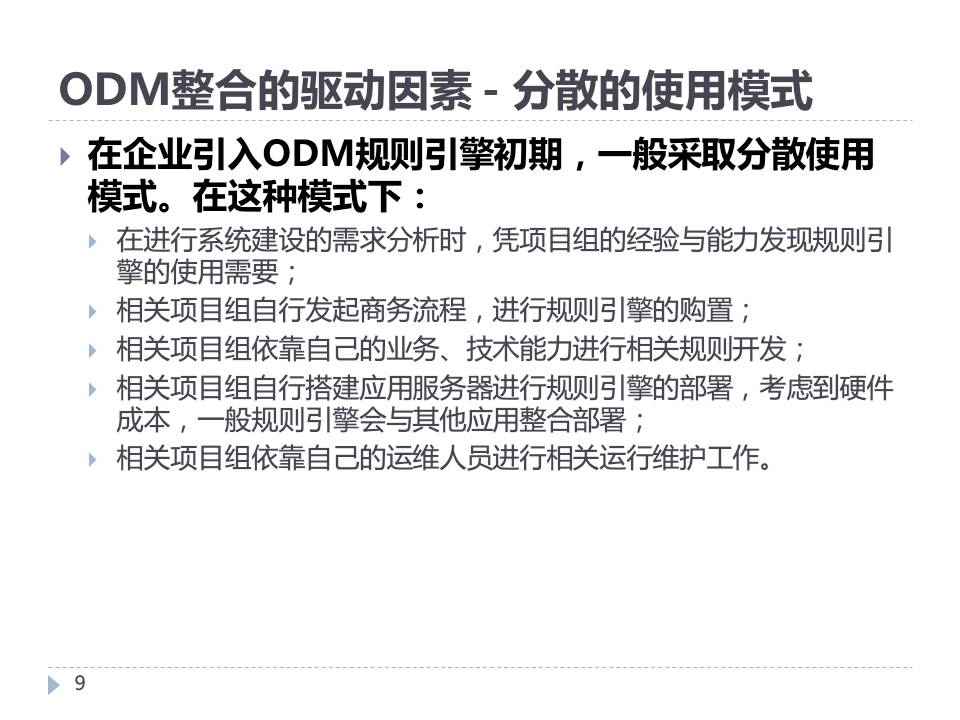 ODM整合的驱动因素 - 分散的使用模式
在企业引入ODM规则引擎初期，一般采取分散使用
模式。在这种模式下：
在进行系统建设的需求分析时，凭项目组的经验与能力发现规则引
擎的使用需要；
相关项目组自行发起商务流程，进行规则引擎的购置；
相关项目组依靠自己的业务、技术能力进行相关规则开发；
相关项目组自行搭建应用服务器进行规则引擎的部署，考虑到硬件
成本，一般规则引擎会与其他应用整合部署；
相关项目组依靠自己的运维人员进行相关运行维护工作。
9